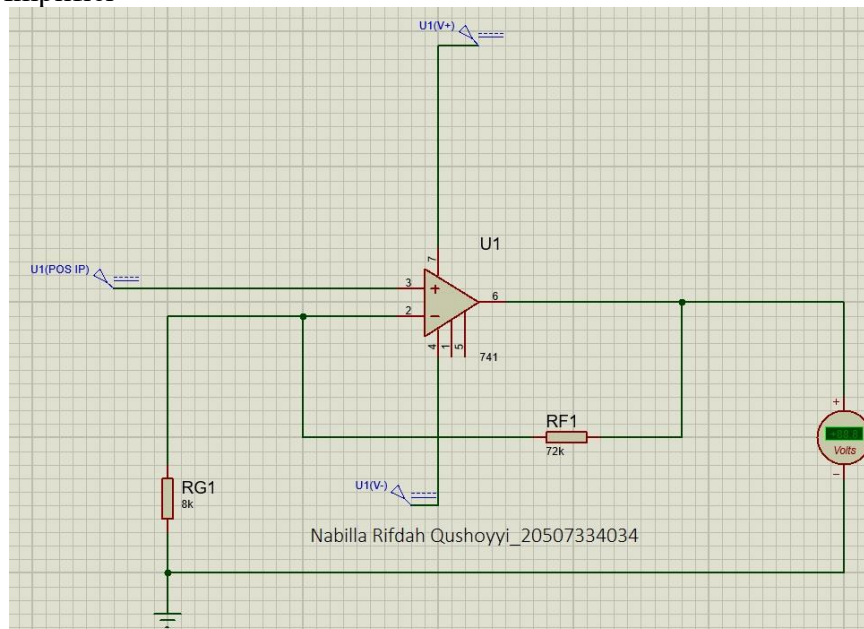 U1(V+)
U1
7
U1(POS IP)
3
+
6
2
−
4
1
5
741
RF1
72k
+
Volts
−
RG1
8k
U1(V-)
Nabilla Rifdah Qushoyyi_20507334034